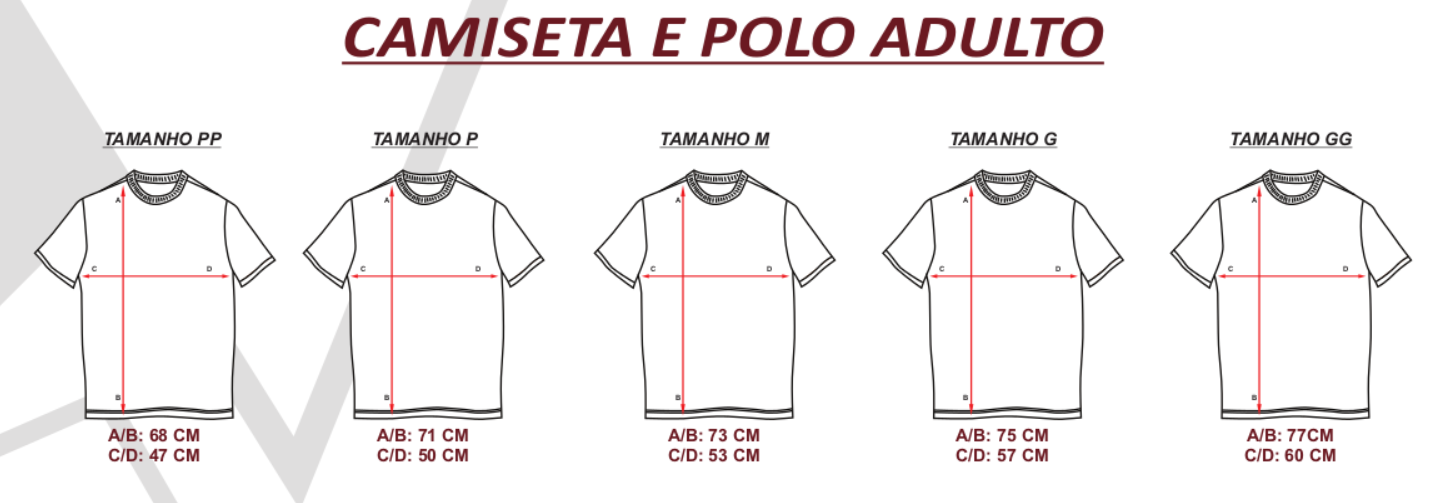 CAMISETA E POLO ADULTO
TAMANHO PP
A
C D
B
A/B: 68 CM
C/D: 47 CM
TAMANHO P
A
C D
B
A/B: 71 CM
C/D: 50 CM
TAMANHO M
A
C D
B
A/B: 73 CM
C/D: 53 CM
TAMANHO G
A
C D
B
A/B: 75 CM
C/D: 57 CM
TAMANHO GG
A
C D
B
A/B: 77CM
C/D: 60 CM